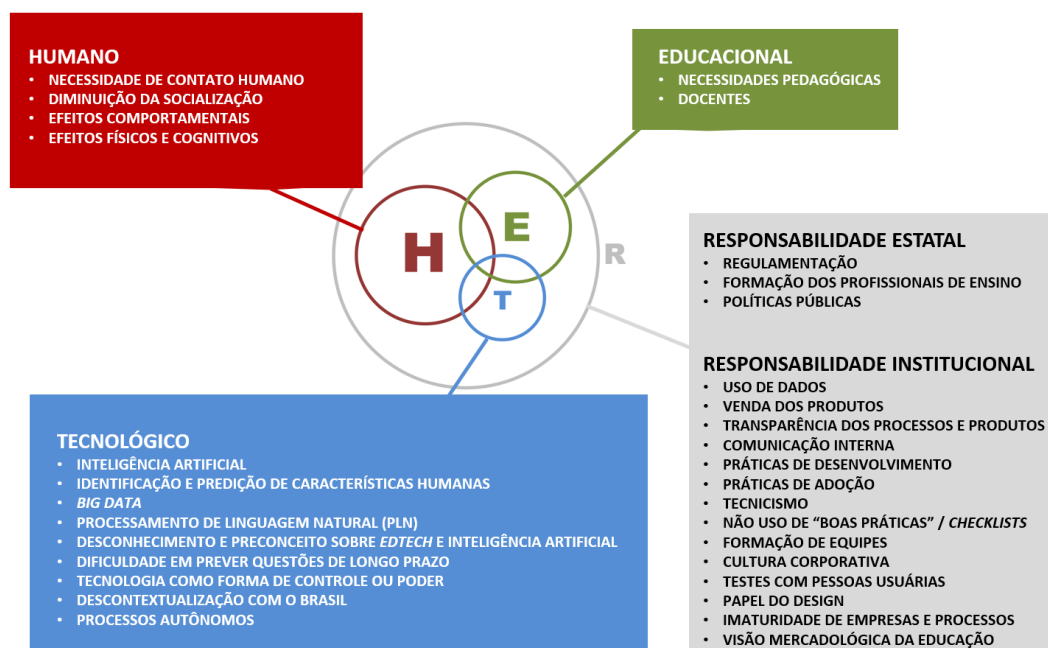 HUMANO
• NECESSIDADE DE CONTATO HUMANO
• DIMINUIÇÃO DA SOCIALIZAÇÃO
• EFEITOS COMPORTAMENTAIS
• EFEITOS FÍSICOS E COGNITIVOS
EDUCACIONAL
• NECESSIDADES PEDAGÓGICAS
• DOCENTES
H
E
T
R
RESPONSABILIDADE ESTATAL
• REGULAMENTAÇÃO
• FORMAÇÃO DOS PROFISSIONAIS DE ENSINO
• POLÍTICAS PÚBLICAS
RESPONSABILIDADE INSTITUCIONAL
• USO DE DADOS
• VENDA DOS PRODUTOS
• TRANSPARÊNCIA DOS PROCESSOS E PRODUTOS
• COMUNICAÇÃO INTERNA
• PRÁTICAS DE DESENVOLVIMENTO
• PRÁTICAS DE ADOÇÃO
• TECNICISMO
• NÃO USO DE “BOAS PRÁTICAS” / CHECKLISTS
• FORMAÇÃO DE EQUIPES
• CULTURA CORPORATIVA
• TESTES COM PESSOAS USUÁRIAS
• PAPEL DO DESIGN
• IMATURIDADE DE EMPRESAS E PROCESSOS
• VISÃO MERCADOLÓGICA DA EDUCAÇÃO
TECNOLÓGICO
• INTELIGÊNCIA ARTIFICIAL
• IDENTIFICAÇÃO E PREDIÇÃO DE CARACTERÍSTICAS HUMANAS
• BIG DATA
• PROCESSAMENTO DE LINGUAGEM NATURAL (PLN)
• DESCONHECIMENTO E PRECONCEITO SOBRE EDTECH E INTELIGÊNCIA ARTIFICIAL
• DIFICULDADE EM PREVER QUESTÕES DE LONGO PRAZO
• TECNOLOGIA COMO FORMA DE CONTROLE OU PODER
• DESCONTEXTUALIZAÇÃO COM O BRASIL
• PROCESSOS AUTÔNOMOS